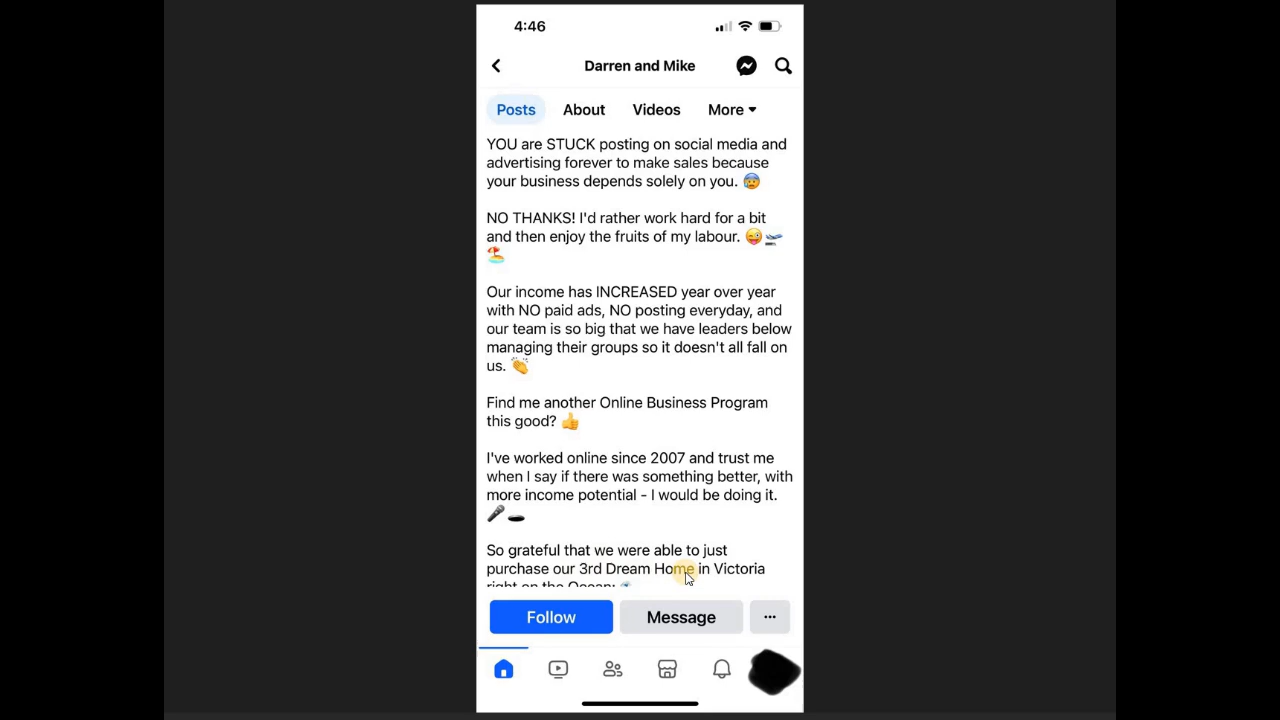 4:46
Darren and Mike
Posts About Videos More
YOU are STUCK posting on social media and
advertising forever to make sales because
your business depends solely on you. 😰
NO THANKS! I'd rather work hard for a bit
and then enjoy the fruits of my labour. 😜🛫
🏖️
Our income has INCREASED year over year
with NO paid ads, NO posting everyday, and
our team is so big that we have leaders below
managing their groups so it doesn't all fall on
us. 👏
Find me another Online Business Program
this good? 👍
I've worked online since 2007 and trust me
when I say if there was something better, with
more income potential - I would be doing it.
🎤🕳️
So grateful that we were able to just
purchase our 3rd Dream Home in Victoria
right on the Ocean:
Follow Message